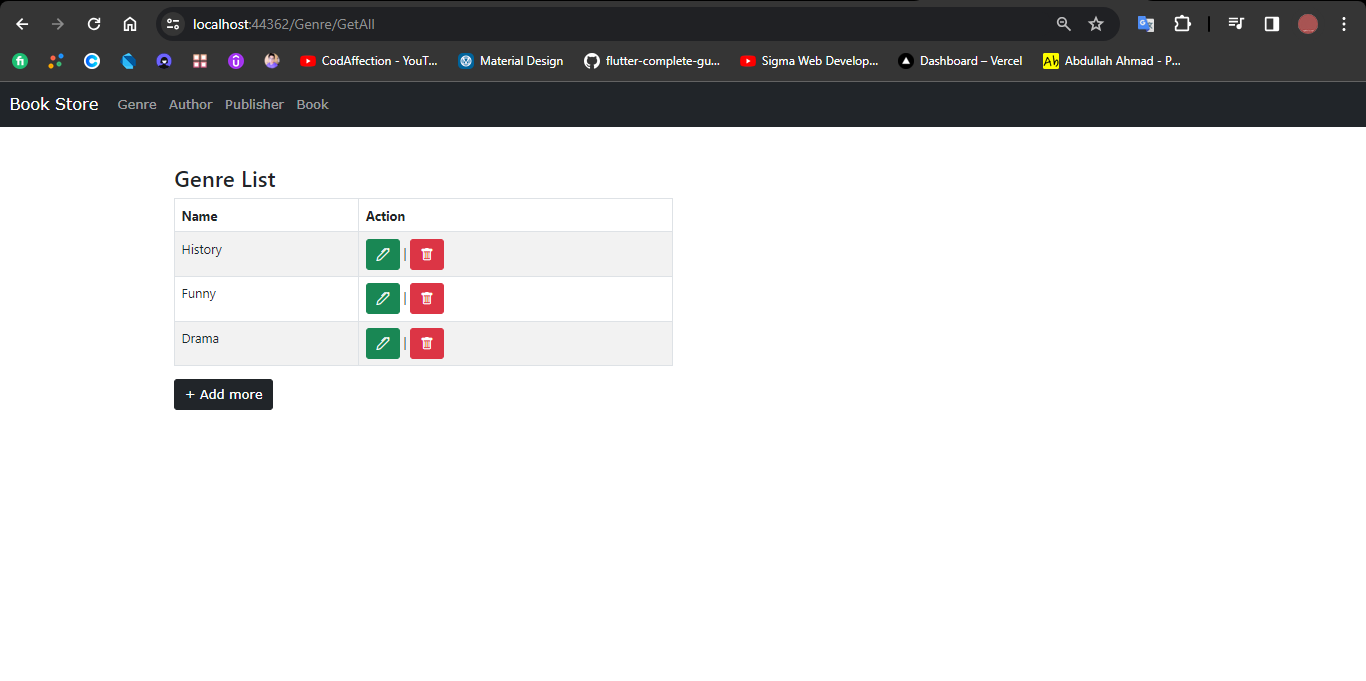 localhost:44362/Genre/GetAll
CodAffection - YouT... Material Design flutter-complete-gu... Sigma Web Develop... Dashboard – Vercel Abdullah Ahmad - P...
Book Store Genre Author Publisher Book
Genre List
Name Action
History |
Funny |
Drama |
+ Add more